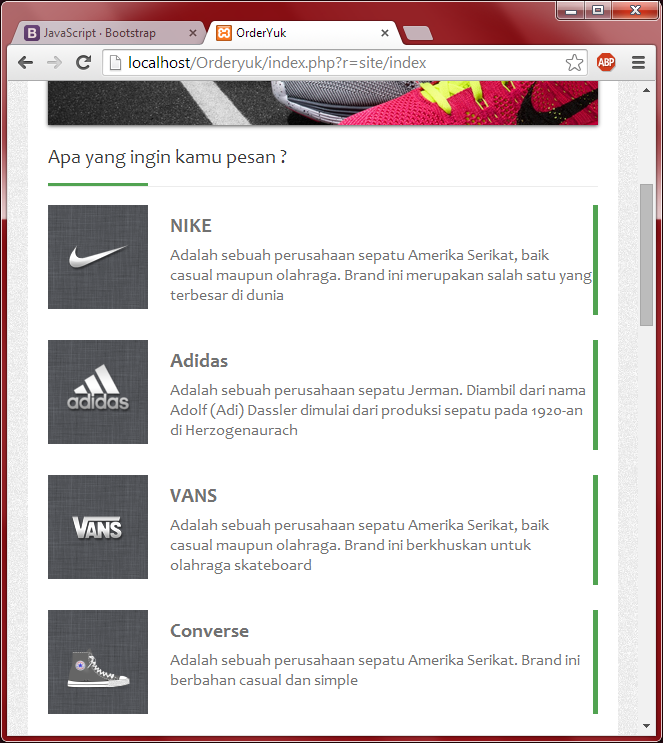 JavaScript · Bootstrap
OrderYuk
localhost/Orderyuk/index.php?r=site/index
ABP
Apa yang ingin kamu pesan ?
NIKE
Adalah sebuah perusahaan sepatu Amerika Serikat, baik
casual maupun olahraga. Brand ini merupakan salah satu yang
terbesar di dunia
adidas
Adidas
Adalah sebuah perusahaan sepatu Jerman. Diambil dari nama
Adolf (Adi) Dassler dimulai dari produksi sepatu pada 1920-an
di Herzogenaurach
VANS
VANS
Adalah sebuah perusahaan sepatu Amerika Serikat, baik
casual maupun olahraga. Brand ini berkhuskan untuk
olahraga skateboard
Converse
Adalah sebuah perusahaan sepatu Amerika Serikat. Brand ini
berbahan casual dan simple